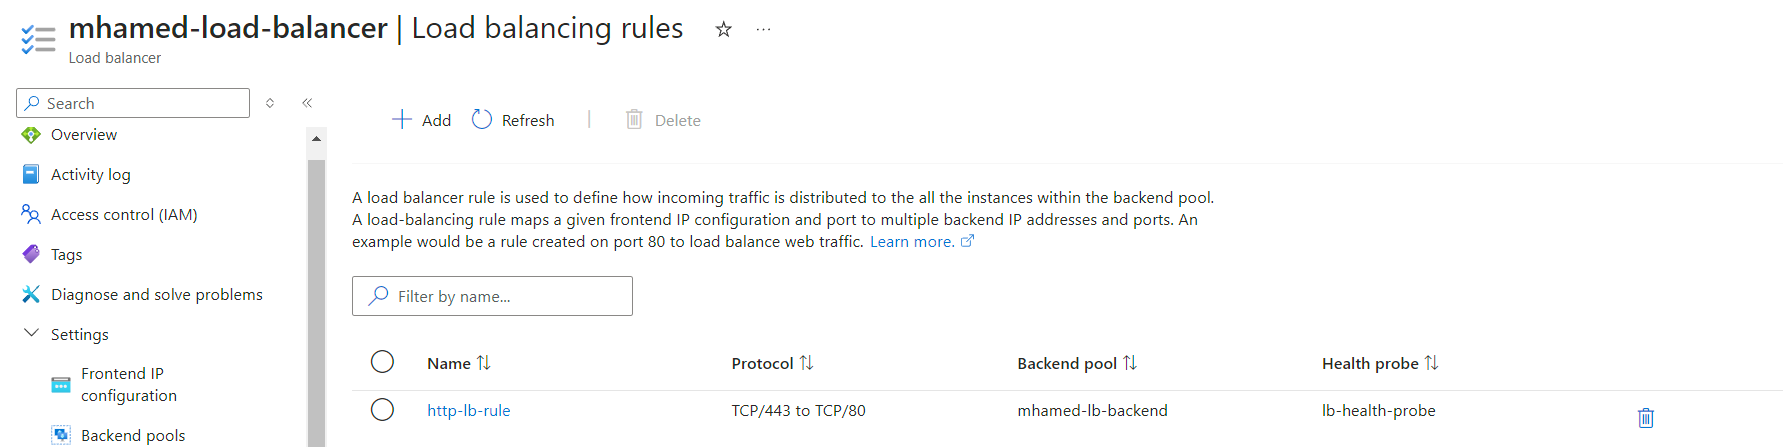 mhamed-load-balancer | Load balancing rules
Load balancer
Search
Overview
Activity log
Access control (IAM)
Tags
Diagnose and solve problems
Settings
Frontend IP
configuration
Backend pools
Add
Refresh
Delete
A load balancer rule is used to define how incoming traffic is distributed to the all the instances within the backend pool.
A load-balancing rule maps a given frontend IP configuration and port to multiple backend IP addresses and ports. An
example would be a rule created on port 80 to load balance web traffic. Learn more.
Filter by name...
Name Protocol Backend pool Health probe
http-lb-rule TCP/443 to TCP/80 mhamed-lb-backend lb-health-probe